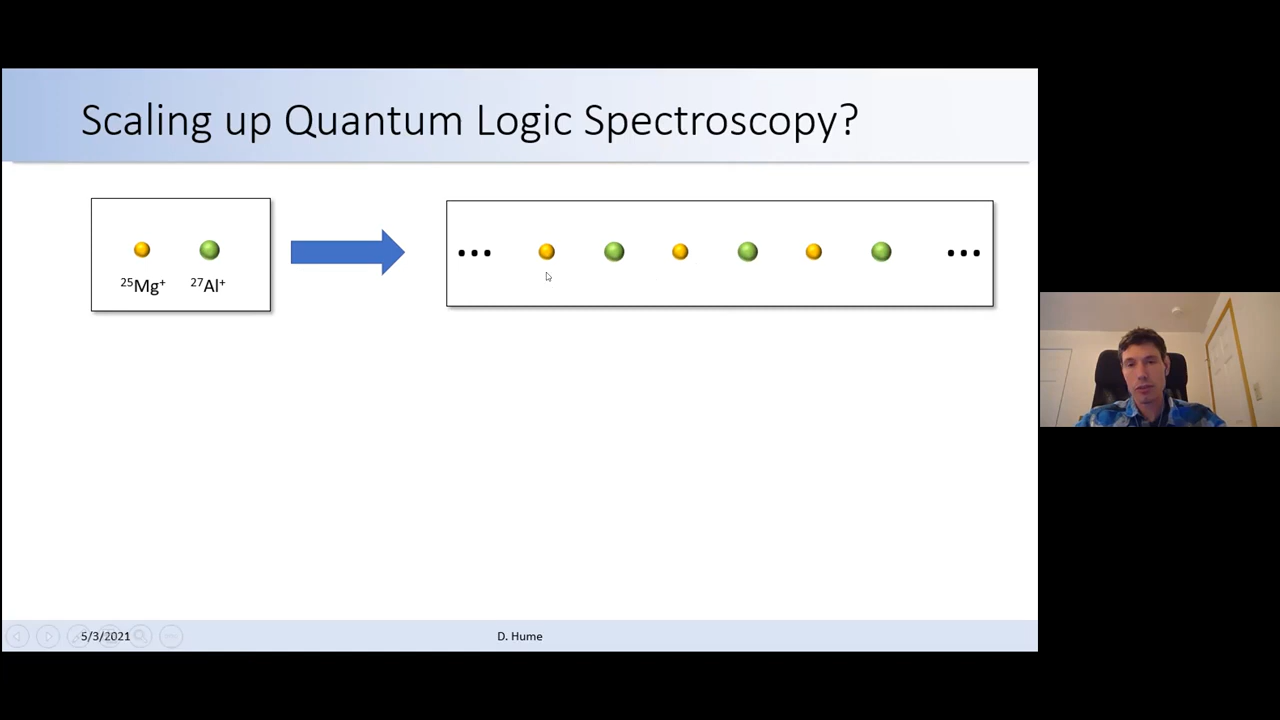 Scaling up Quantum Logic Spectroscopy?
25Mg+ 27Al+
... ...
5/3/2021 D. Hume